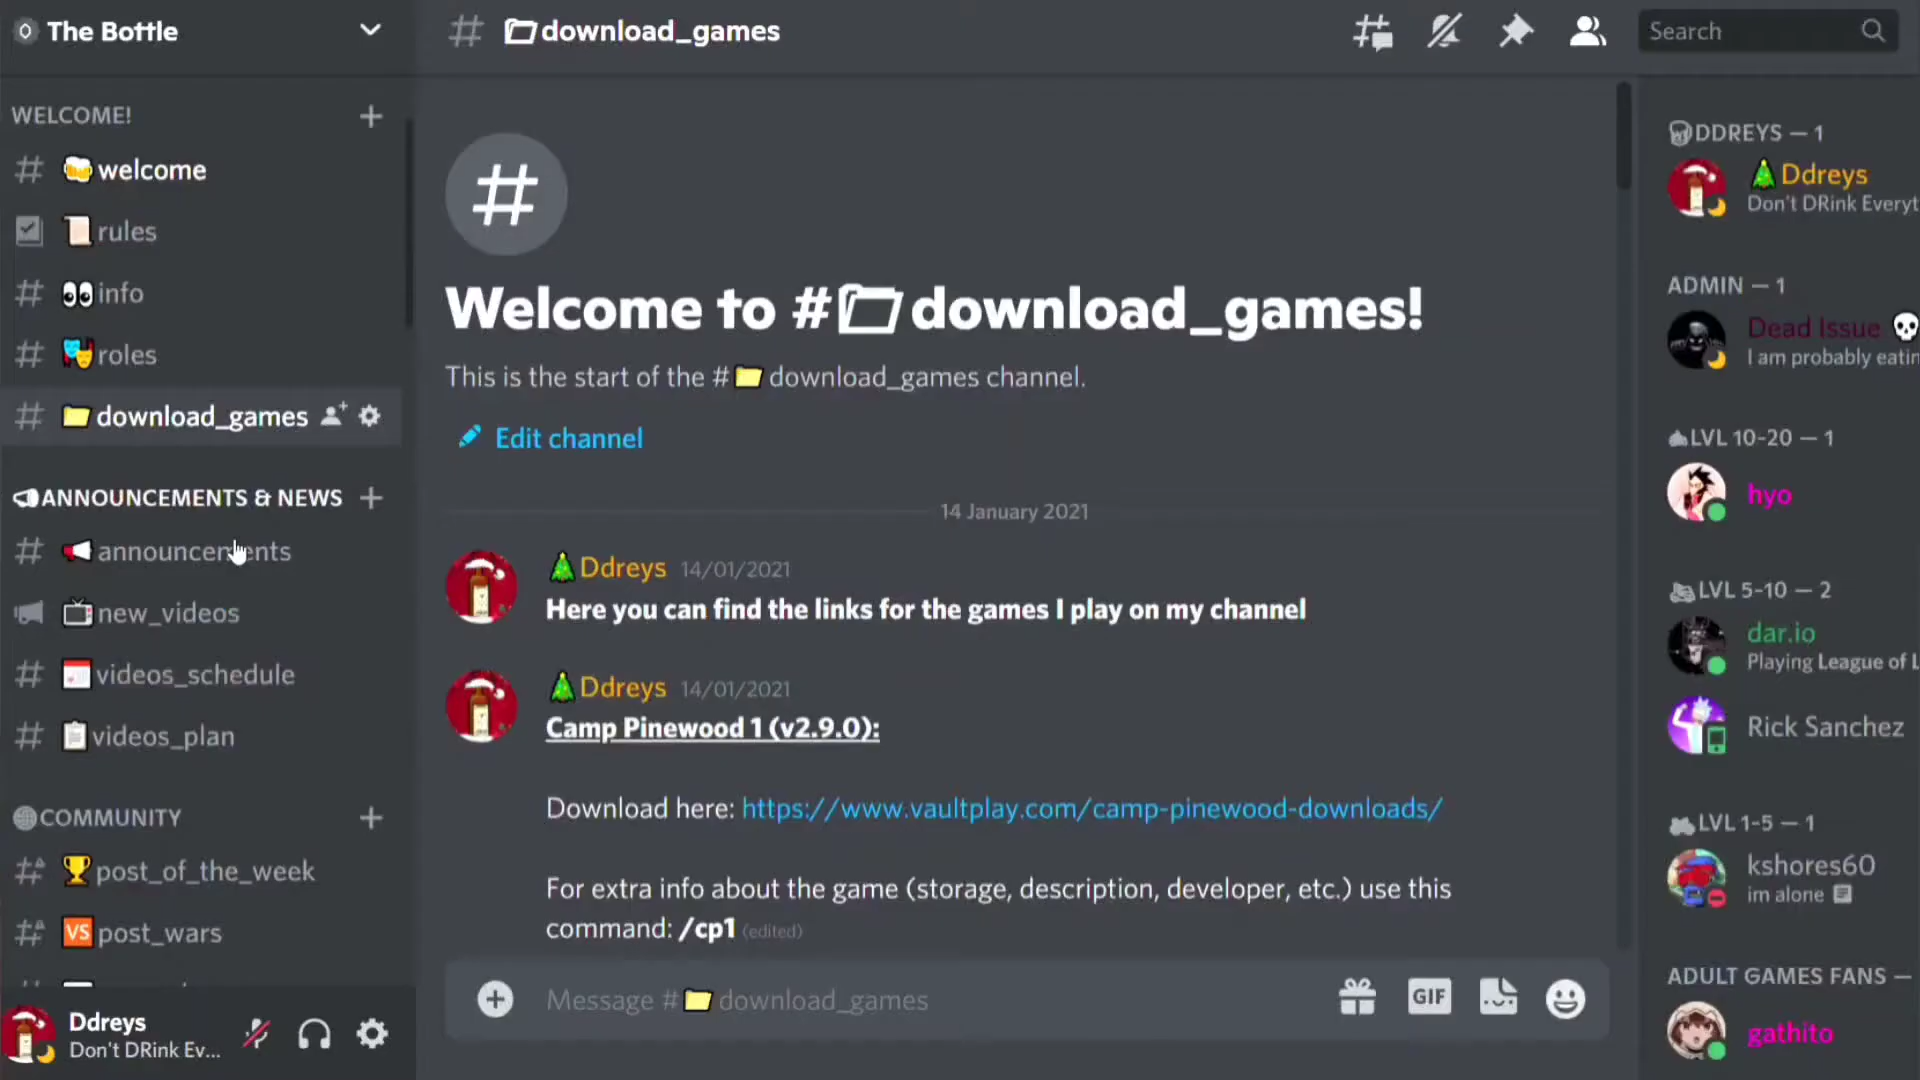 The Bottle
WELCOME!
welcome
rules
info
roles
download_games
ANNOUNCEMENTS & NEWS
announcements
new_videos
videos_schedule
videos_plan
COMMUNITY
post_of_the_week
VS post_wars
Ddreys
Don't DRink Ev...
# download_games
Search
Welcome to # download_games!
This is the start of the # download_games channel.
Edit channel
14 January 2021
Ddreys 14/01/2021
Here you can find the links for the games I play on my channel
Ddreys 14/01/2021
Camp Pinewood 1 (v2.9.0):
Download here: https://www.vaultplay.com/camp-pinewood-downloads/
For extra info about the game (storage, description, developer, etc.) use this
command: /cp1 (edited)
Message # download_games
GIF
DDREYS — 1
Ddreys
Don't DRink Everyt
ADMIN — 1
Dead Issue
I am probably eatin
LVL 10-20 — 1
hyo
LVL 5-10 — 2
dar.io
Playing League of L
Rick Sanchez
LVL 1-5 — 1
kshores60
im alone
ADULT GAMES FANS —
gathito